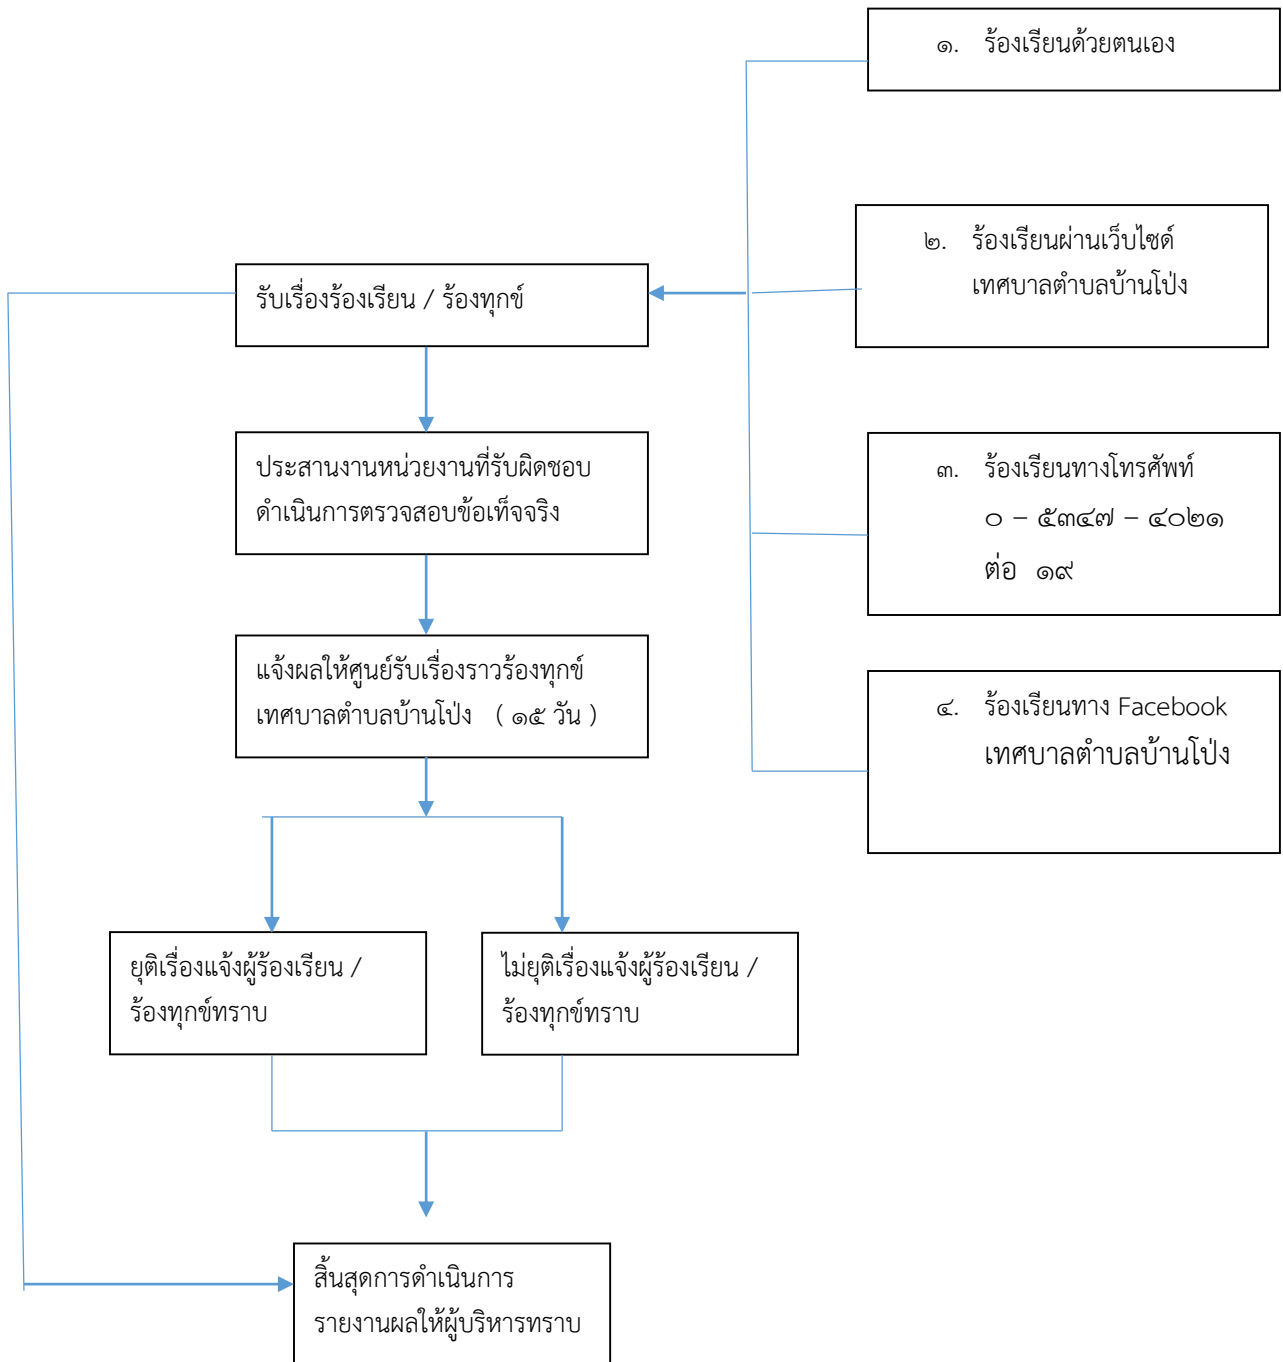 ๑. ร้องเรียนด้วยตนเอง
๒. ร้องเรียนผ่านเว็บไซด์
เทศบาลตำบลบ้านโป่ง
รับเรื่องร้องเรียน / ร้องทุกข์
ประสานงานหน่วยงานที่รับผิดชอบ
ดำเนินการตรวจสอบข้อเท็จจริง
๓. ร้องเรียนทางโทรศัพท์
๐ – ๕๓๔๗ – ๔๐๒๑
ต่อ ๑๙
แจ้งผลให้ศูนย์รับเรื่องราวร้องทุกข์
เทศบาลตำบลบ้านโป่ง ( ๑๕ วัน )
๔. ร้องเรียนทาง Facebook
เทศบาลตำบลบ้านโป่ง
ยุติเรื่องแจ้งผู้ร้องเรียน /
ร้องทุกข์ทราบ
ไม่ยุติเรื่องแจ้งผู้ร้องเรียน /
ร้องทุกข์ทราบ
สิ้นสุดการดำเนินการ
รายงานผลให้ผู้บริหารทราบ